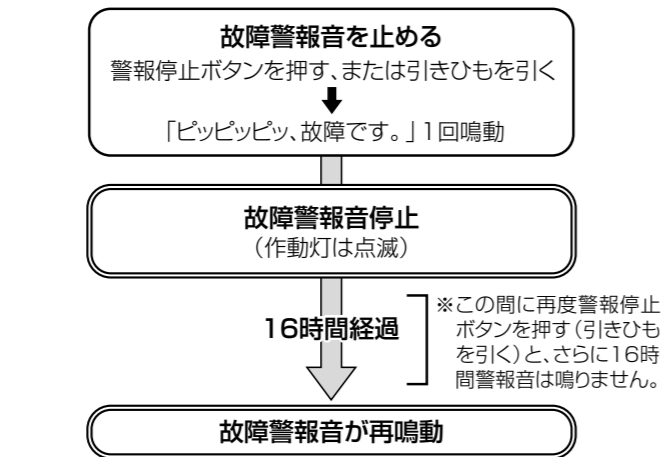 故障警報音を止める
警報停止ボタンを押す、または引きひもを引く
「ピッピッピッ、故障です。」1回鳴動
故障警報音停止
（作動灯は点滅）
16時間経過
※この間に再度警報停止
ボタンを押す（引きひも
を引く）と、さらに16時
間警報音は鳴りません。
故障警報音が再鳴動